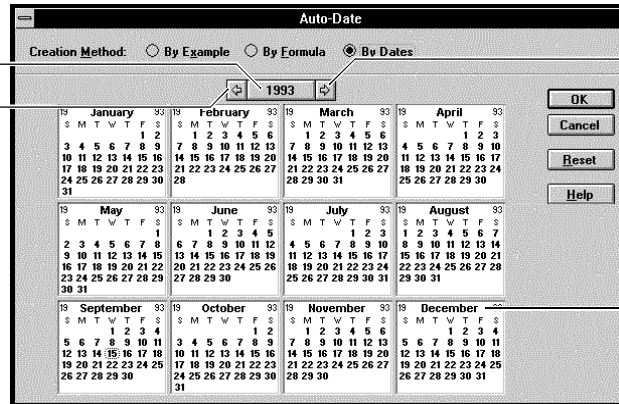 Auto-Date
Creation Method: By Example By Formula By Dates
1993
OK
Cancel
Reset
Help
19 January 93
S M T W T F S
1 2
3 4 5 6 7 8 9
10 11 12 13 14 15 16
17 18 19 20 21 22 23
24 25 26 27 28 29 30
31
19 February 93
S M T W T F S
1 2 3 4 5 6
7 8 9 10 11 12 13
14 15 16 17 18 19 20
21 22 23 24 25 26 27
28
19 March 93
S M T W T F S
1 2 3 4 5 6
7 8 9 10 11 12 13
14 15 16 17 18 19 20
21 22 23 24 25 26 27
28 29 30 31
19 April 93
S M T W T F S
1 2 3
4 5 6 7 8 9 10
11 12 13 14 15 16 17
18 19 20 21 22 23 24
25 26 27 28 29 30
19 May 93
S M T W T F S
1
2 3 4 5 6 7 8
9 10 11 12 13 14 15
16 17 18 19 20 21 22
23 24 25 26 27 28 29
30 31
19 June 93
S M T W T F S
1 2 3 4 5
6 7 8 9 10 11 12
13 14 15 16 17 18 19
20 21 22 23 24 25 26
27 28 29 30
19 July 93
S M T W T F S
1 2 3
4 5 6 7 8 9 10
11 12 13 14 15 16 17
18 19 20 21 22 23 24
25 26 27 28 29 30 31
19 August 93
S M T W T F S
1 2 3 4 5 6 7
8 9 10 11 12 13 14
15 16 17 18 19 20 21
22 23 24 25 26 27 28
29 30 31
19 September 93
S M T W T F S
1 2 3 4
5 6 7 8 9 10 11
12 13 14 15 16 17 18
19 20 21 22 23 24 25
26 27 28 29 30
19 October 93
S M T W T F S
1 2
3 4 5 6 7 8 9
10 11 12 13 14 15 16
17 18 19 20 21 22 23
24 25 26 27 28 29 30
31
19 November 93
S M T W T F S
1 2 3 4 5 6
7 8 9 10 11 12 13
14 15 16 17 18 19 20
21 22 23 24 25 26 27
28 29 30
19 December 93
S M T W T F S
1 2 3 4
5 6 7 8 9 10 11
12 13 14 15 16 17 18
19 20 21 22 23 24 25
26 27 28 29 30 31